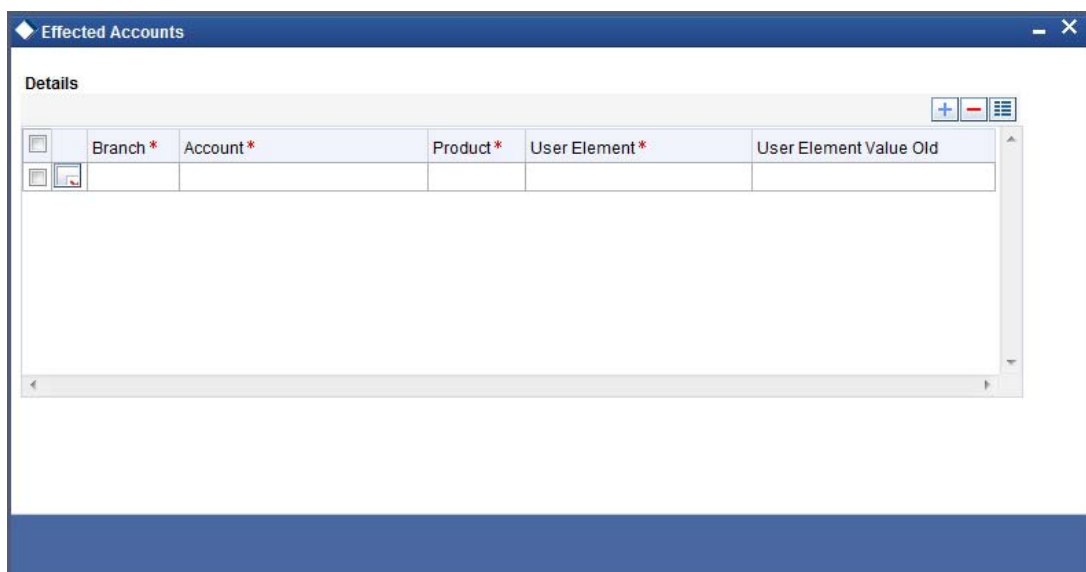 Effected Accounts
Details
Branch * Account * Product * User Element * User Element Value Old